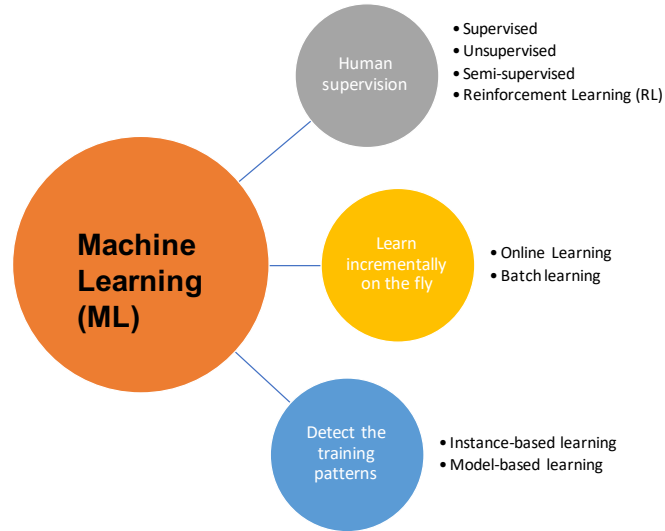 Machine
Learning
(ML)
Human
supervision
• Supervised
• Unsupervised
• Semi-supervised
• Reinforcement Learning (RL)
Learn
incrementally
on the fly
• Online Learning
• Batch learning
Detect the
training
patterns
• Instance-based learning
• Model-based learning